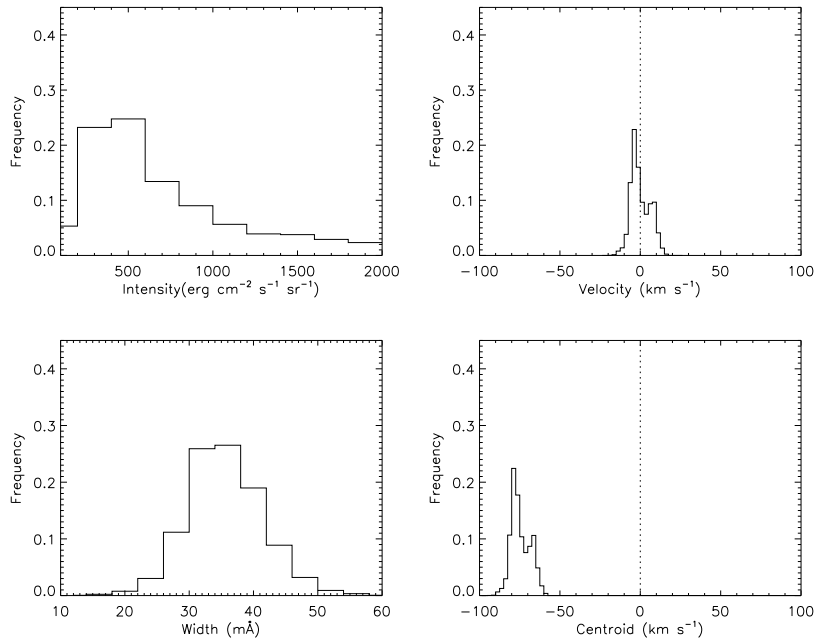 0.4
0.3
0.2
0.1
0.0
Frequency
500 1000 1500 2000
Intensity(erg cm⁻² s⁻¹ sr⁻¹)
0.4
0.3
0.2
0.1
0.0
Frequency
−100 −50 0 50 100
Velocity (km s⁻¹)
0.4
0.3
0.2
0.1
0.0
Frequency
10 20 30 40 50 60
Width (mÅ)
0.4
0.3
0.2
0.1
0.0
Frequency
−100 −50 0 50 100
Centroid (km s⁻¹)